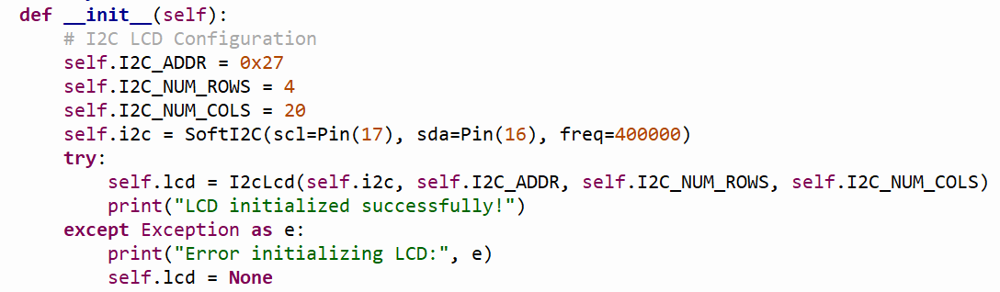 def __init__(self):
    # I2C LCD Configuration
    self.I2C_ADDR = 0x27
    self.I2C_NUM_ROWS = 4
    self.I2C_NUM_COLS = 20
    self.i2c = SoftI2C(scl=Pin(17), sda=Pin(16), freq=400000)
    try:
        self.lcd = I2cLcd(self.i2c, self.I2C_ADDR, self.I2C_NUM_ROWS, self.I2C_NUM_COLS)
        print("LCD initialized successfully!")
    except Exception as e:
        print("Error initializing LCD:", e)
        self.lcd = None